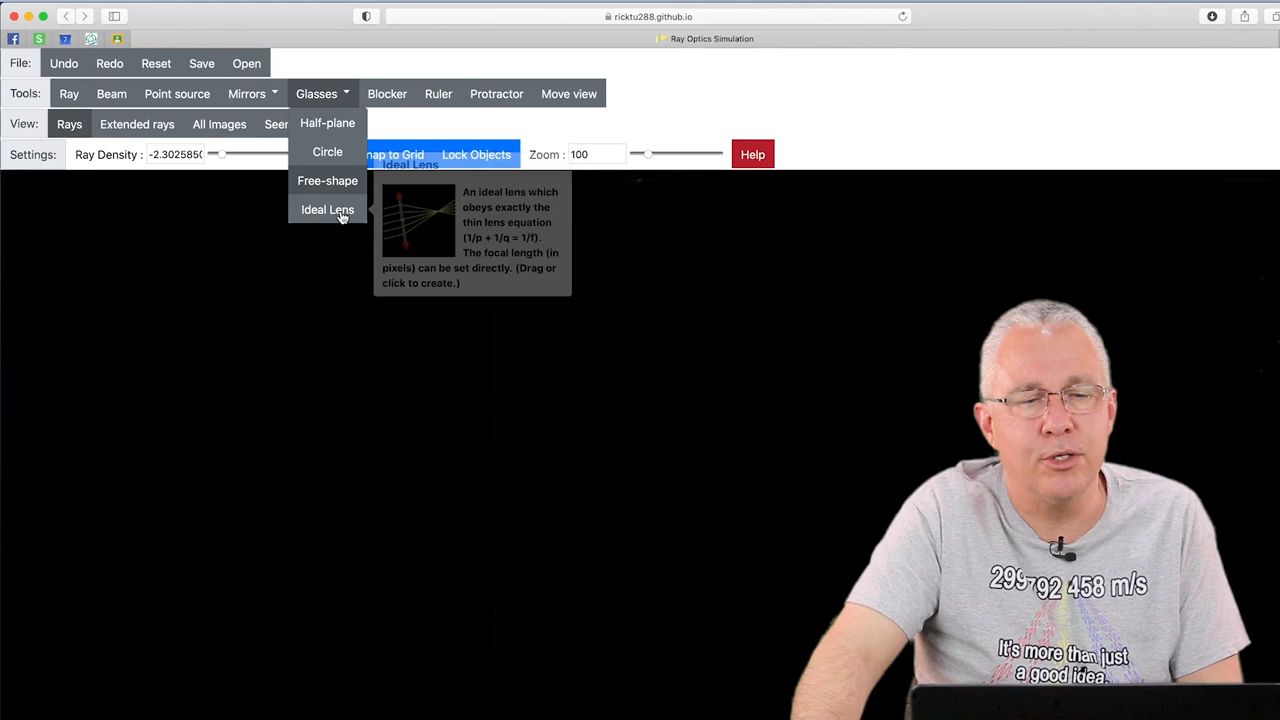 ricktu288.github.io
Ray Optics Simulation
File: Undo Redo Reset Save Open
Tools: Ray Beam Point source Mirrors Glasses Blocker Ruler Protractor Move view
View: Rays Extended rays All Images
Settings: Ray Density : Grid Lock Objects Zoom : 100 Help
Half-plane
Circle
Free-shape
Ideal Lens
Ideal Lens
An ideal lens which
obeys exactly the
thin lens equation
(1/p + 1/q = 1/f).
The focal length (in
pixels) can be set directly. (Drag or
click to create.)
458 m/s
It's more than just
a good idea.